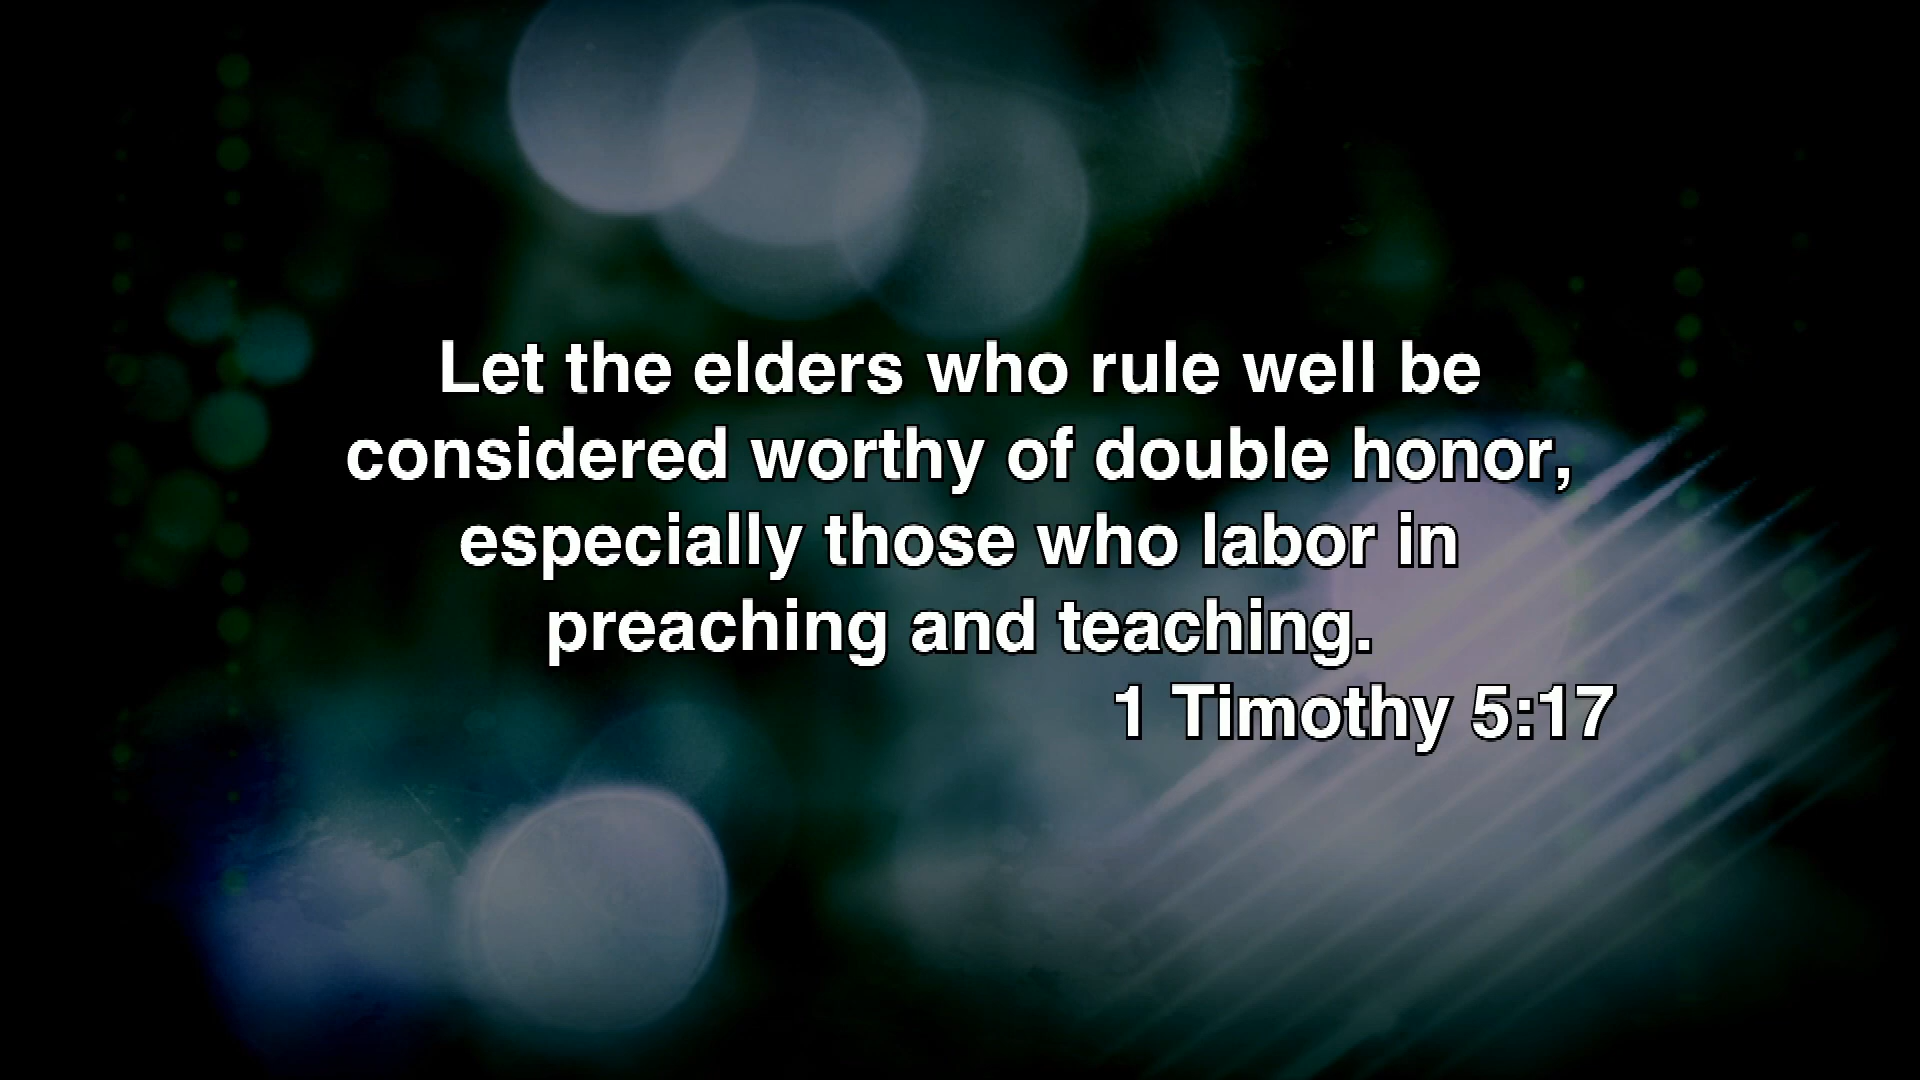 Let the elders who rule well be
considered worthy of double honor,
especially those who labor in
preaching and teaching.
1 Timothy 5:17